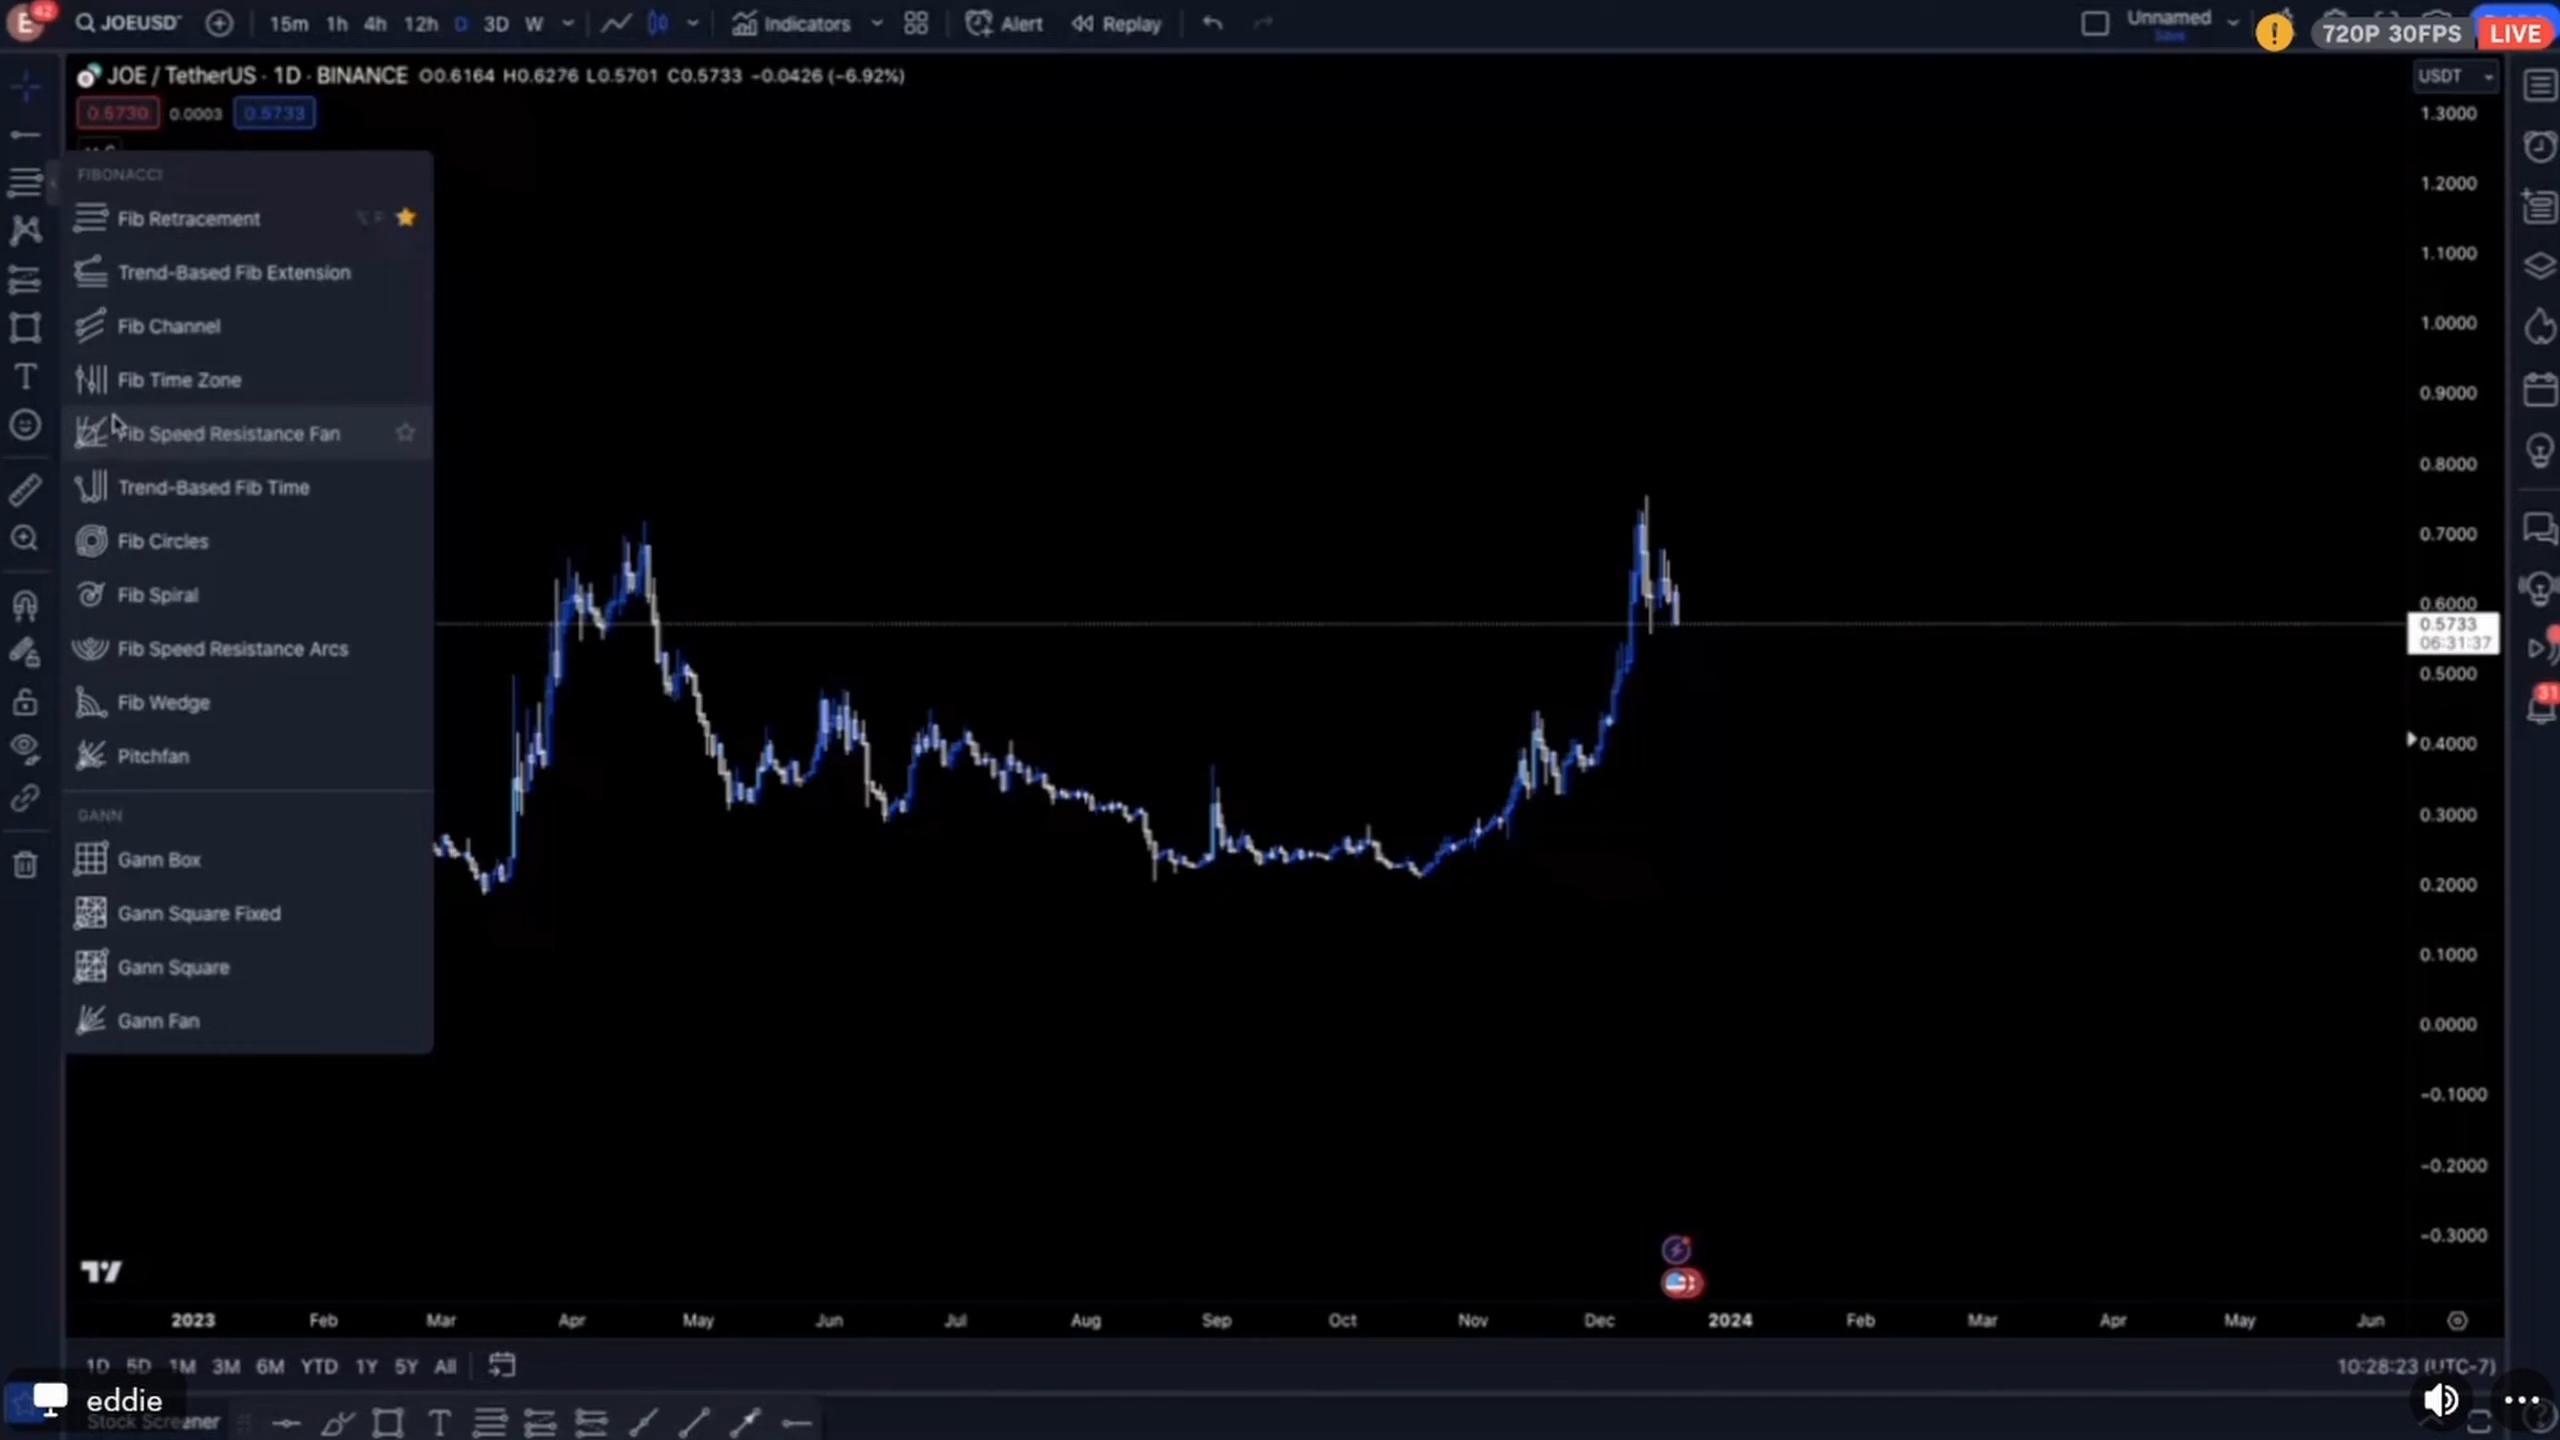 E 42 JOEUSD 15m 1h 4h 12h D 3D W Indicators Alert Replay Unnamed
Save
720P 30FPS LIVE
JOE / TetherUS · 1D · BINANCE O0.6164 H0.6276 L0.5701 C0.5733 −0.0426 (−6.92%)
USDT
0.5730 0.0003 0.5733
FIBONACCI
Fib Retracement
Trend-Based Fib Extension
Fib Channel
Fib Time Zone
Fib Speed Resistance Fan
Trend-Based Fib Time
Fib Circles
Fib Spiral
Fib Speed Resistance Arcs
Fib Wedge
Pitchfan
GANN
Gann Box
Gann Square Fixed
Gann Square
Gann Fan
1.3000
1.2000
1.1000
1.0000
0.9000
0.8000
0.7000
0.6000
0.5733
06:31:37
0.5000
0.4000
0.3000
0.2000
0.1000
0.0000
−0.1000
−0.2000
−0.3000
31
2023 Feb Mar Apr May Jun Jul Aug Sep Oct Nov Dec 2024 Feb Mar Apr May Jun
1D 5D 1M 3M 6M YTD 1Y 5Y All
10:28:23 (UTC-7)
eddie
Stock Screener